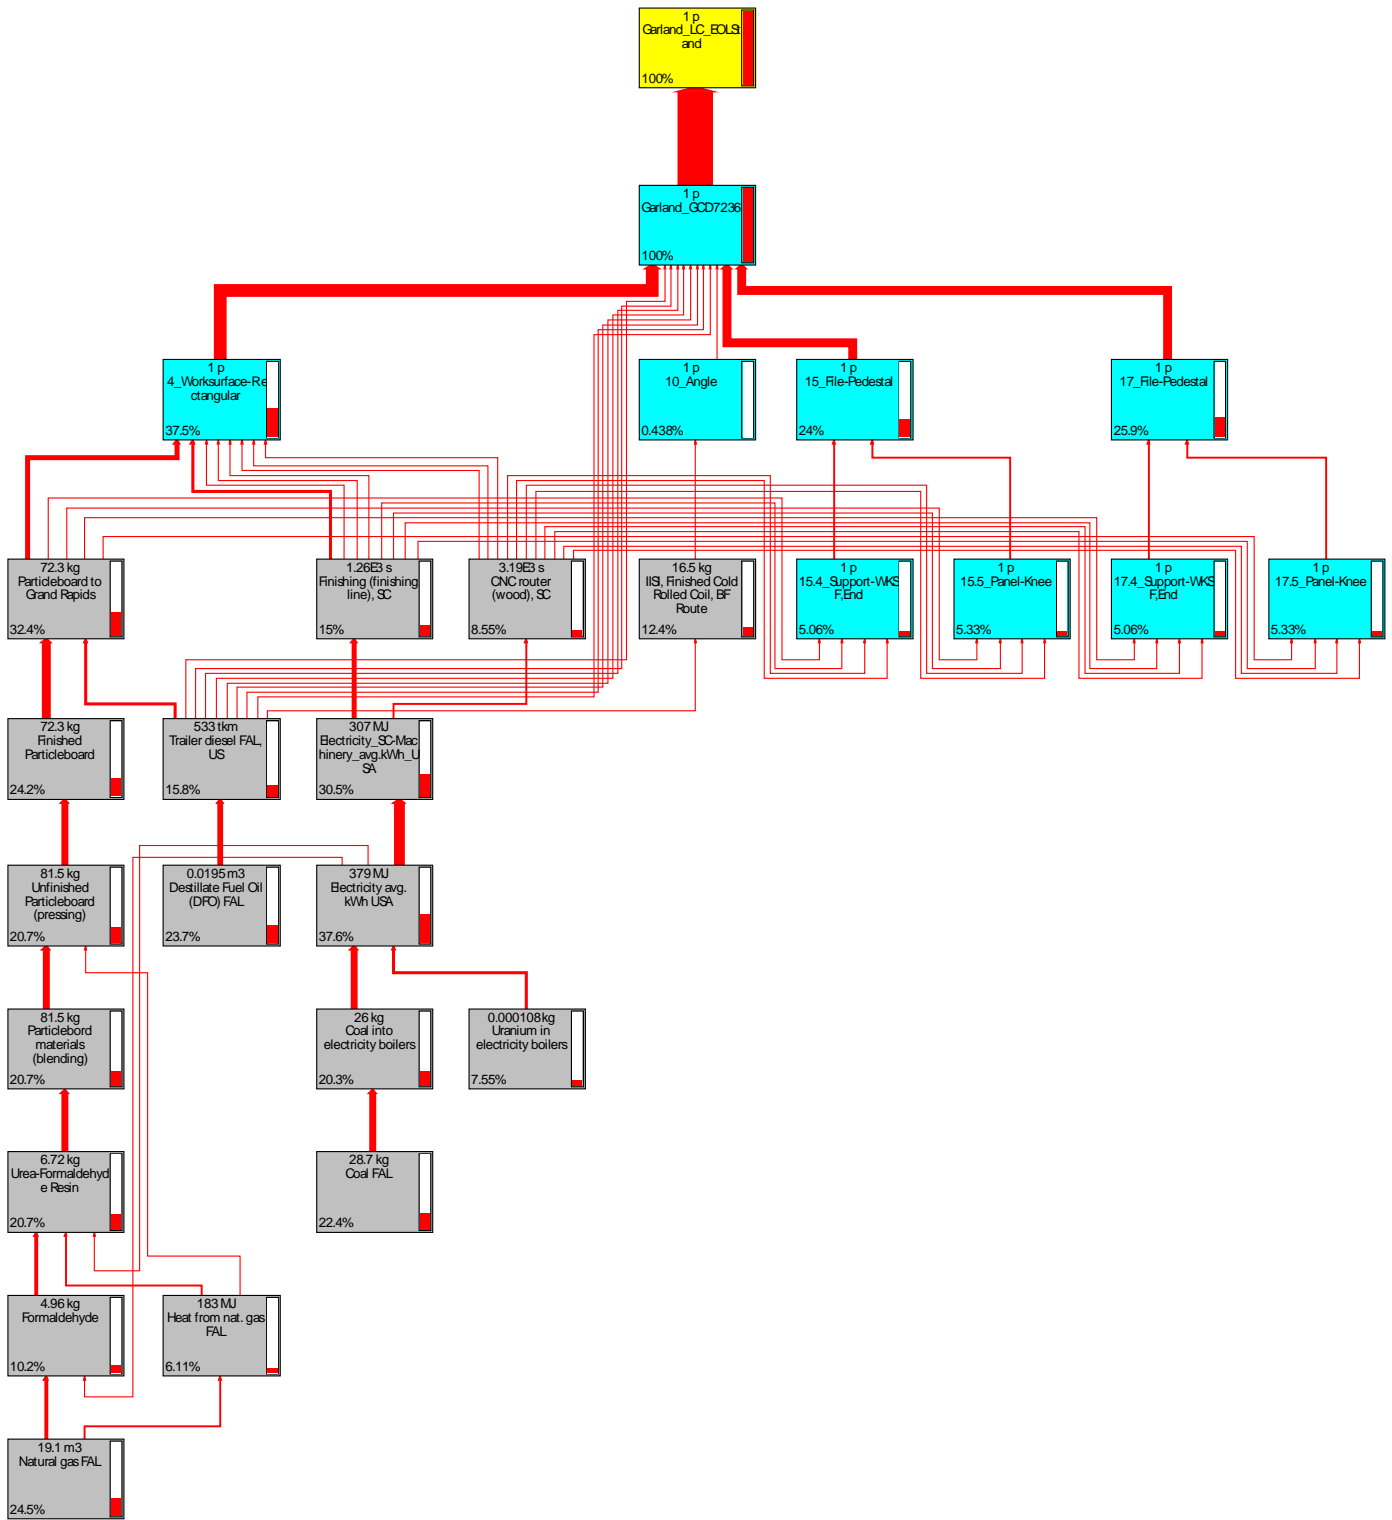 1 p
Garland_LC_EOLSt
and
100%
1 p
Garland_GCD7236
100%
1 p
4_Worksurface-Re
ctangular
37.5%
1 p
10_Angle
0.438%
1 p
15_File-Pedestal
24%
1 p
17_File-Pedestal
25.9%
72.3 kg
Particleboard to
Grand Rapids
32.4%
1.26E3 s
Finishing (finishing
line), SC
15%
3.19E3 s
CNC router
(wood), SC
8.55%
16.5 kg
IISI, Finished Cold
Rolled Coil, BF
Route
12.4%
1 p
15.4_Support-WKS
F,End
5.06%
1 p
15.5_Panel-Knee
5.33%
1 p
17.4_Support-WKS
F,End
5.06%
1 p
17.5_Panel-Knee
5.33%
72.3 kg
Finished
Particleboard
24.2%
533 tkm
Trailer diesel FAL,
US
15.8%
307 MJ
Electricity_SC-Mac
hinery_avg.kWh_U
SA
30.5%
81.5 kg
Unfinished
Particleboard
(pressing)
20.7%
0.0195 m3
Destillate Fuel Oil
(DFO) FAL
23.7%
379 MJ
Electricity avg.
kWh USA
37.6%
81.5 kg
Particlebord
materials
(blending)
20.7%
26 kg
Coal into
electricity boilers
20.3%
0.000108 kg
Uranium in
electricity boilers
7.55%
6.72 kg
Urea-Formaldehyd
e Resin
20.7%
28.7 kg
Coal FAL
22.4%
4.96 kg
Formaldehyde
10.2%
183 MJ
Heat from nat. gas
FAL
6.11%
19.1 m3
Natural gas FAL
24.5%